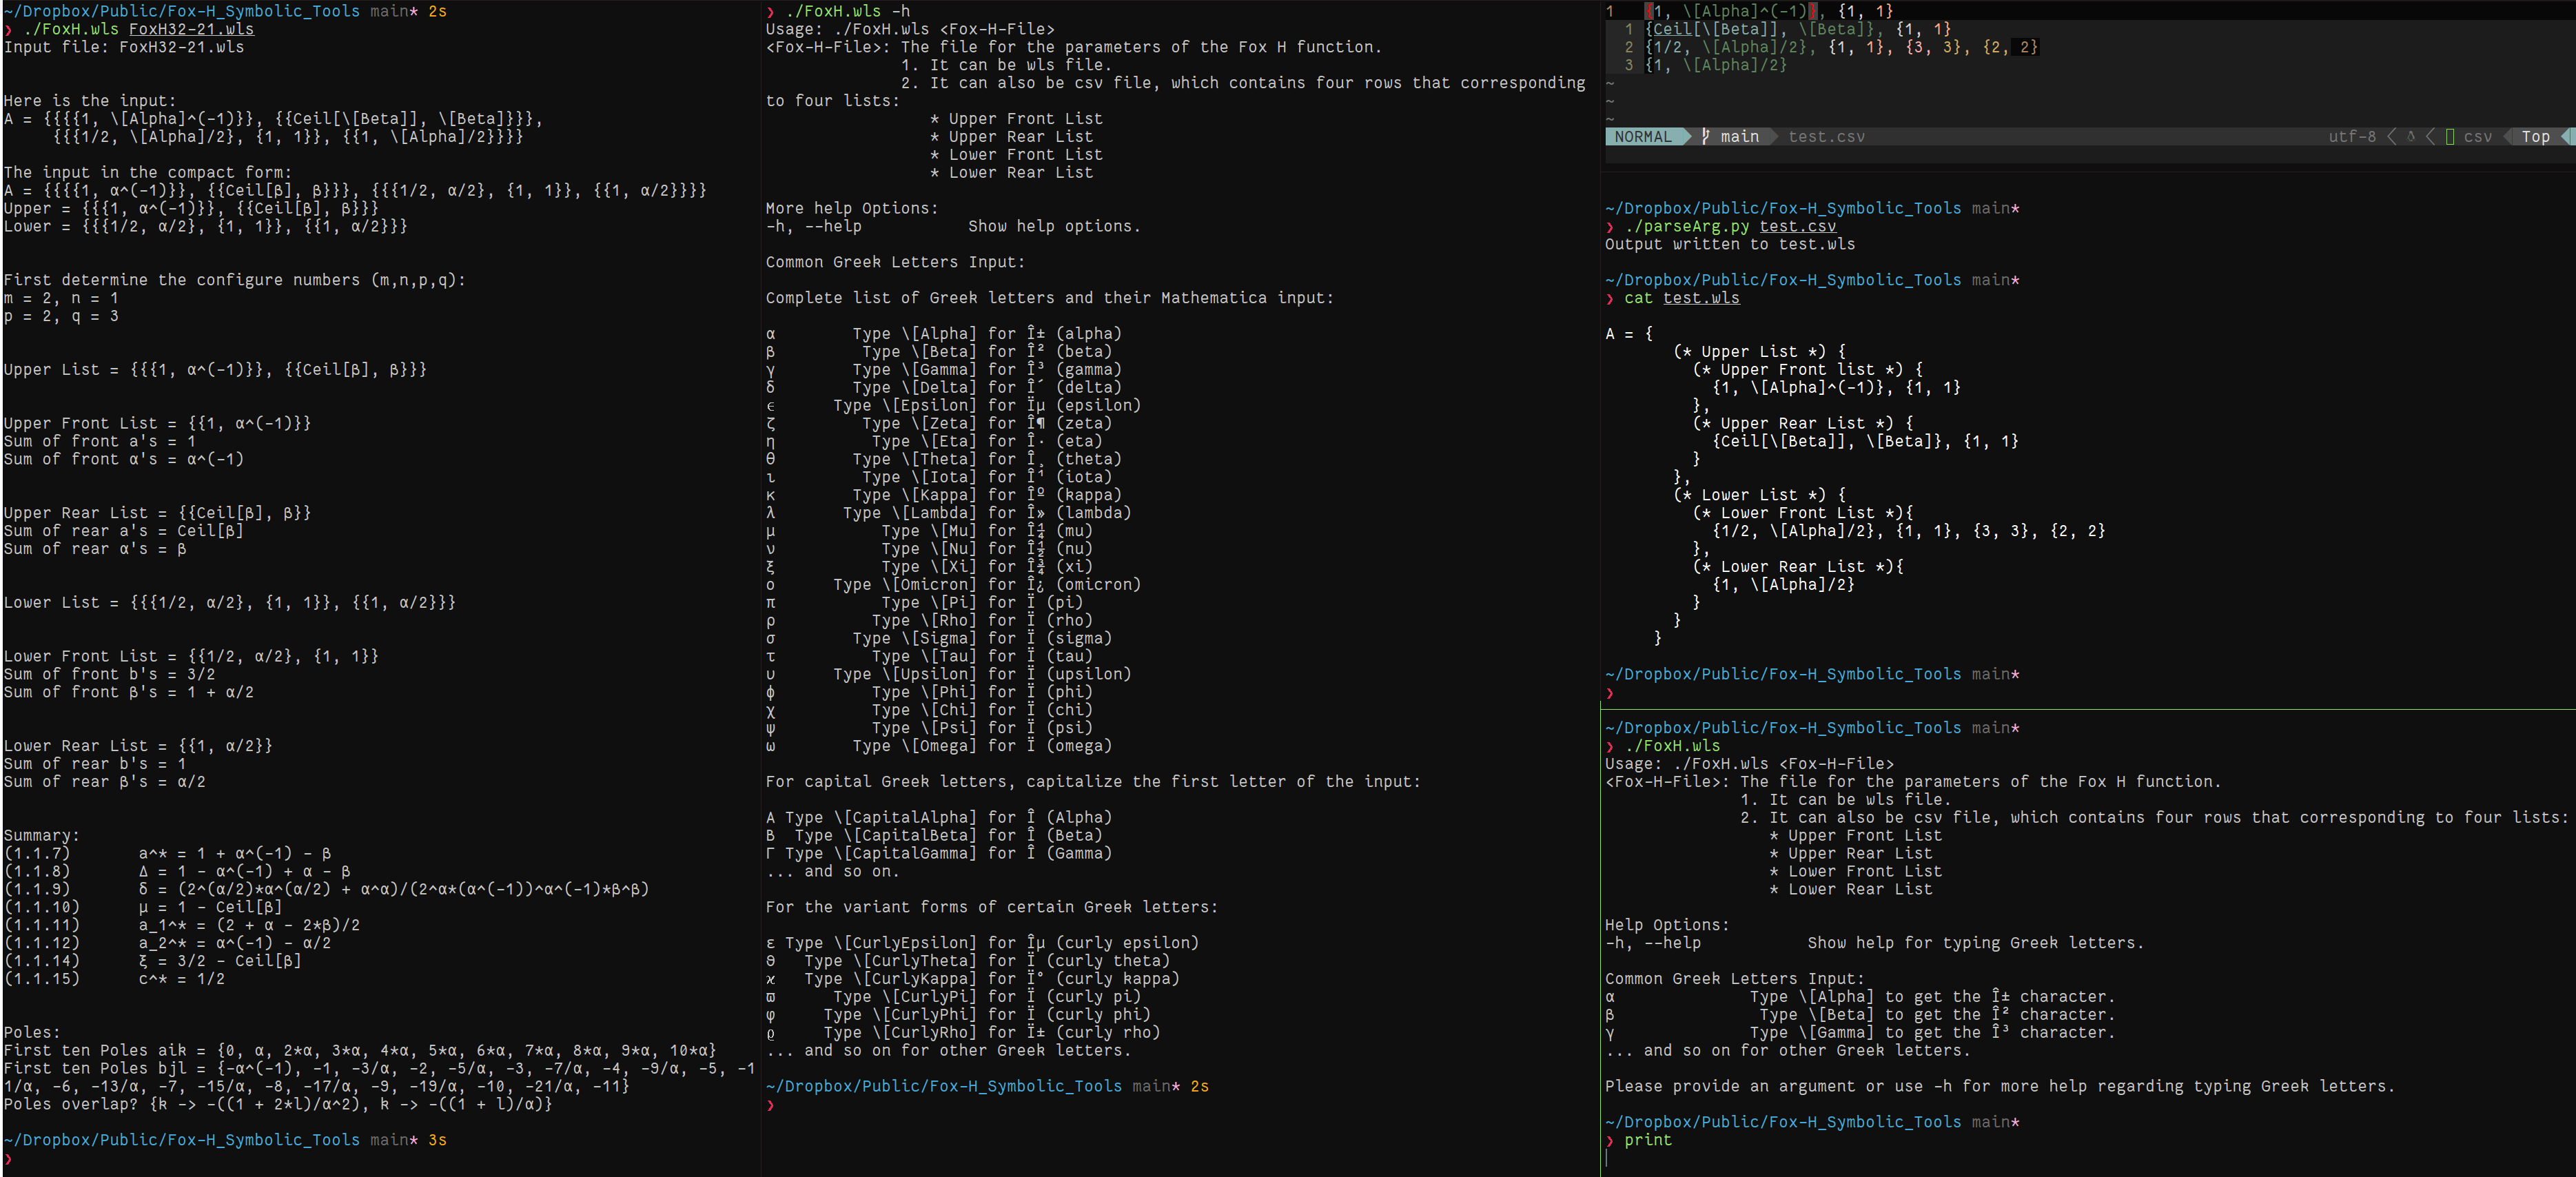 ~/Dropbox/Public/Fox-H_Symbolic_Tools main* 2s
❯ ./FoxH.wls FoxH32-21.wls
Input file: FoxH32-21.wls
Here is the input:
A = {{{{1, \[Alpha]^(-1)}}, {{Ceil[\[Beta]], \[Beta]}}},
{{{1/2, \[Alpha]/2}, {1, 1}}, {{1, \[Alpha]/2}}}}
The input in the compact form:
A = {{{{1, α^(-1)}}, {{Ceil[β], β}}}, {{{1/2, α/2}, {1, 1}}, {{1, α/2}}}}
Upper = {{{1, α^(-1)}}, {{Ceil[β], β}}}
Lower = {{{1/2, α/2}, {1, 1}}, {{1, α/2}}}
First determine the configure numbers (m,n,p,q):
m = 2, n = 1
p = 2, q = 3
Upper List = {{{1, α^(-1)}}, {{Ceil[β], β}}}
Upper Front List = {{1, α^(-1)}}
Sum of front a's = 1
Sum of front α's = α^(-1)
Upper Rear List = {{Ceil[β], β}}
Sum of rear a's = Ceil[β]
Sum of rear α's = β
Lower List = {{{1/2, α/2}, {1, 1}}, {{1, α/2}}}
Lower Front List = {{1/2, α/2}, {1, 1}}
Sum of front b's = 3/2
Sum of front β's = 1 + α/2
Lower Rear List = {{1, α/2}}
Sum of rear b's = 1
Sum of rear β's = α/2
Summary:
(1.1.7) a^* = 1 + α^(-1) - β
(1.1.8) Δ = 1 - α^(-1) + α - β
(1.1.9) δ = (2^(α/2)*α^(α/2) + α^α)/(2^α*(α^(-1))^α^(-1)*β^β)
(1.1.10) μ = 1 - Ceil[β]
(1.1.11) a_1^* = (2 + α - 2*β)/2
(1.1.12) a_2^* = α^(-1) - α/2
(1.1.14) ξ = 3/2 - Ceil[β]
(1.1.15) c^* = 1/2
Poles:
First ten Poles aik = {0, α, 2*α, 3*α, 4*α, 5*α, 6*α, 7*α, 8*α, 9*α, 10*α}
First ten Poles bjl = {-α^(-1), -1, -3/α, -2, -5/α, -3, -7/α, -4, -9/α, -5, -1
1/α, -6, -13/α, -7, -15/α, -8, -17/α, -9, -19/α, -10, -21/α, -11}
Poles overlap? {k -> -((1 + 2*l)/α^2), k -> -((1 + l)/α)}
~/Dropbox/Public/Fox-H_Symbolic_Tools main* 3s
❯
❯ ./FoxH.wls -h
Usage: ./FoxH.wls <Fox-H-File>
<Fox-H-File>: The file for the parameters of the Fox H function.
1. It can be wls file.
2. It can also be csv file, which contains four rows that corresponding
to four lists:
* Upper Front List
* Upper Rear List
* Lower Front List
* Lower Rear List
More help Options:
-h, --help Show help options.
Common Greek Letters Input:
Complete list of Greek letters and their Mathematica input:
α Type \[Alpha] for Î± (alpha)
β Type \[Beta] for Î² (beta)
γ Type \[Gamma] for Î³ (gamma)
δ Type \[Delta] for Î´ (delta)
ϵ Type \[Epsilon] for Ïµ (epsilon)
ζ Type \[Zeta] for Î¶ (zeta)
η Type \[Eta] for Î· (eta)
θ Type \[Theta] for Î¸ (theta)
ι Type \[Iota] for Î¹ (iota)
κ Type \[Kappa] for Îº (kappa)
λ Type \[Lambda] for Î» (lambda)
μ Type \[Mu] for Î¼ (mu)
ν Type \[Nu] for Î½ (nu)
ξ Type \[Xi] for Î¾ (xi)
ο Type \[Omicron] for Î¿ (omicron)
π Type \[Pi] for Ï (pi)
ρ Type \[Rho] for Ï (rho)
σ Type \[Sigma] for Ï (sigma)
τ Type \[Tau] for Ï (tau)
υ Type \[Upsilon] for Ï (upsilon)
ϕ Type \[Phi] for Ï (phi)
χ Type \[Chi] for Ï (chi)
ψ Type \[Psi] for Ï (psi)
ω Type \[Omega] for Ï (omega)
For capital Greek letters, capitalize the first letter of the input:
Α Type \[CapitalAlpha] for Î (Alpha)
Β Type \[CapitalBeta] for Î (Beta)
Γ Type \[CapitalGamma] for Î (Gamma)
... and so on.
For the variant forms of certain Greek letters:
ε Type \[CurlyEpsilon] for Îµ (curly epsilon)
ϑ Type \[CurlyTheta] for Ï (curly theta)
ϰ Type \[CurlyKappa] for Ï° (curly kappa)
ϖ Type \[CurlyPi] for Ï (curly pi)
φ Type \[CurlyPhi] for Ï (curly phi)
ϱ Type \[CurlyRho] for Ï± (curly rho)
... and so on for other Greek letters.
~/Dropbox/Public/Fox-H_Symbolic_Tools main* 2s
❯
1 {1, \[Alpha]^(-1)}, {1, 1}
1 {Ceil[\[Beta]], \[Beta]}, {1, 1}
2 {1/2, \[Alpha]/2}, {1, 1}, {3, 3}, {2, 2}
3 {1, \[Alpha]/2}
~
~
~
NORMAL main test.csv utf-8 csv Top
~/Dropbox/Public/Fox-H_Symbolic_Tools main*
❯ ./parseArg.py test.csv
Output written to test.wls
~/Dropbox/Public/Fox-H_Symbolic_Tools main*
❯ cat test.wls
A = {
(* Upper List *) {
(* Upper Front list *) {
{1, \[Alpha]^(-1)}, {1, 1}
},
(* Upper Rear List *) {
{Ceil[\[Beta]], \[Beta]}, {1, 1}
}
},
(* Lower List *) {
(* Lower Front List *){
{1/2, \[Alpha]/2}, {1, 1}, {3, 3}, {2, 2}
},
(* Lower Rear List *){
{1, \[Alpha]/2}
}
}
}
~/Dropbox/Public/Fox-H_Symbolic_Tools main*
❯
~/Dropbox/Public/Fox-H_Symbolic_Tools main*
❯ ./FoxH.wls
Usage: ./FoxH.wls <Fox-H-File>
<Fox-H-File>: The file for the parameters of the Fox H function.
1. It can be wls file.
2. It can also be csv file, which contains four rows that corresponding to four lists:
* Upper Front List
* Upper Rear List
* Lower Front List
* Lower Rear List
Help Options:
-h, --help Show help for typing Greek letters.
Common Greek Letters Input:
α Type \[Alpha] to get the Î± character.
β Type \[Beta] to get the Î² character.
γ Type \[Gamma] to get the Î³ character.
... and so on for other Greek letters.
Please provide an argument or use -h for more help regarding typing Greek letters.
~/Dropbox/Public/Fox-H_Symbolic_Tools main*
❯ print